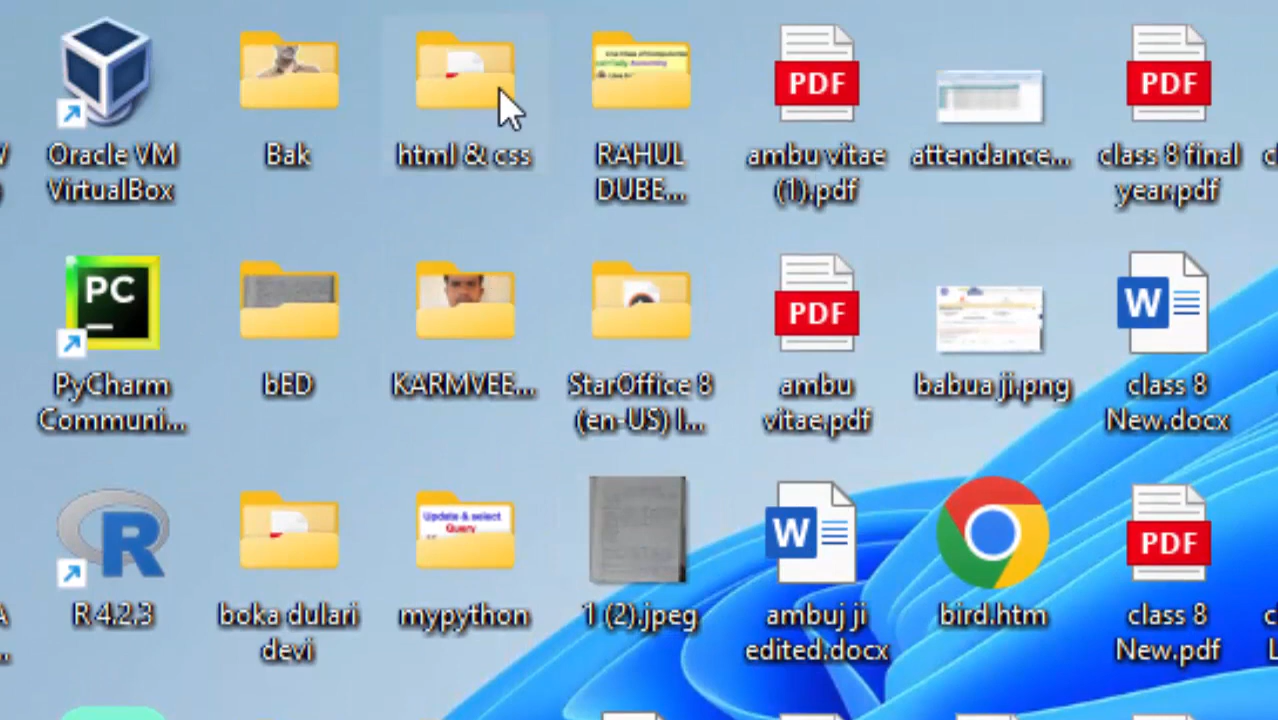 Oracle VM
VirtualBox
Bak
html & css
RAHUL
DUBE...
PDF
ambu vitae
(1).pdf
attendance...
PDF
class 8 final
year.pdf
PC
PyCharm
Communi...
bED
KARMVEE...
StarOffice 8
(en-US) I...
PDF
ambu
vitae.pdf
babua ji.png
W
class 8
New.docx
R
R 4.2.3
boka dulari
devi
Update & select
Query
mypython
1 (2).jpeg
W
ambuj ji
edited.docx
bird.htm
PDF
class 8
New.pdf